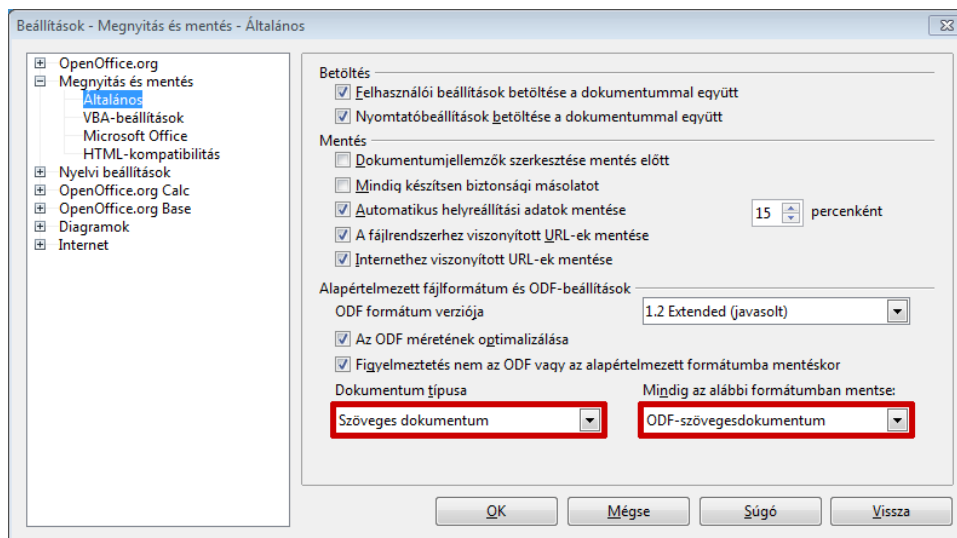 Beállítások - Megnyitás és mentés - Általános
OpenOffice.org
Megnyitás és mentés
Általános
VBA-beállítások
Microsoft Office
HTML-kompatibilitás
Nyelvi beállítások
OpenOffice.org Calc
OpenOffice.org Base
Diagramok
Internet
Betöltés
Felhasználói beállítások betöltése a dokumentummal együtt
Nyomtatóbeállítások betöltése a dokumentummal együtt
Mentés
Dokumentumjellemzők szerkesztése mentés előtt
Mindig készítsen biztonsági másolatot
Automatikus helyreállítási adatok mentése 15 percenként
A fájlrendszerhez viszonyított URL-ek mentése
Internethez viszonyított URL-ek mentése
Alapértelmezett fájlformátum és ODF-beállítások
ODF formátum verziója 1.2 Extended (javasolt)
Az ODF méretének optimalizálása
Figyelmeztetés nem az ODF vagy az alapértelmezett formátumba mentéskor
Dokumentum típusa Mindig az alábbi formátumban mentse:
Szöveges dokumentum ODF-szövegesdokumentum
OK Mégse Súgó Vissza